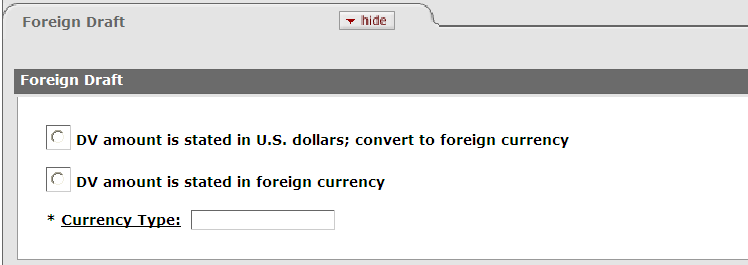 Foreign Draft
hide
Foreign Draft
DV amount is stated in U.S. dollars; convert to foreign currency
DV amount is stated in foreign currency
* Currency Type: